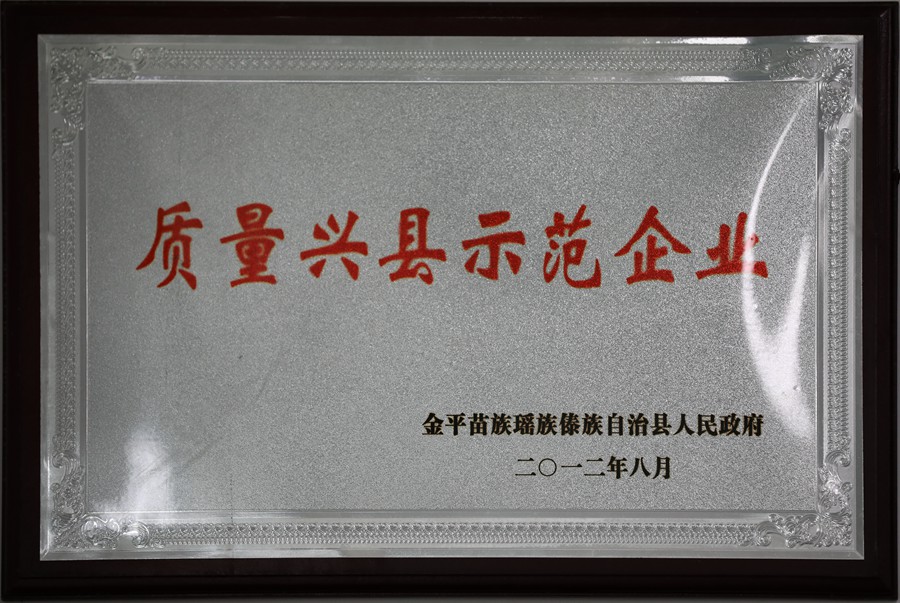 质量兴县示范企业
金平苗族瑶族傣族自治县人民政府
二〇一二年八月